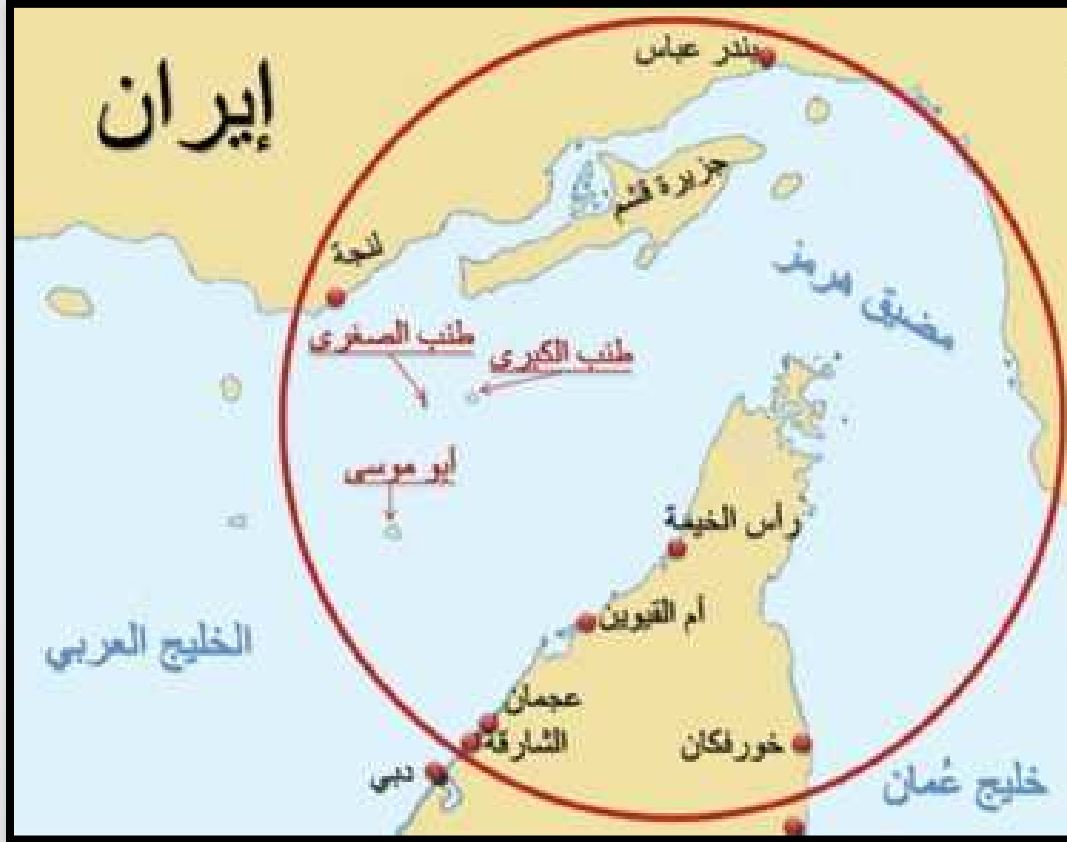 بندر عباس
إيران
جزيرة قشم
لنجة
مضيق هرمز
طنب الصغرى
طنب الكبرى
أبو موسى
رأس الخيمة
أم القيوين
الخليج العربي
عجمان
الشارقة
خورفكان
دبي
خليج عُمان